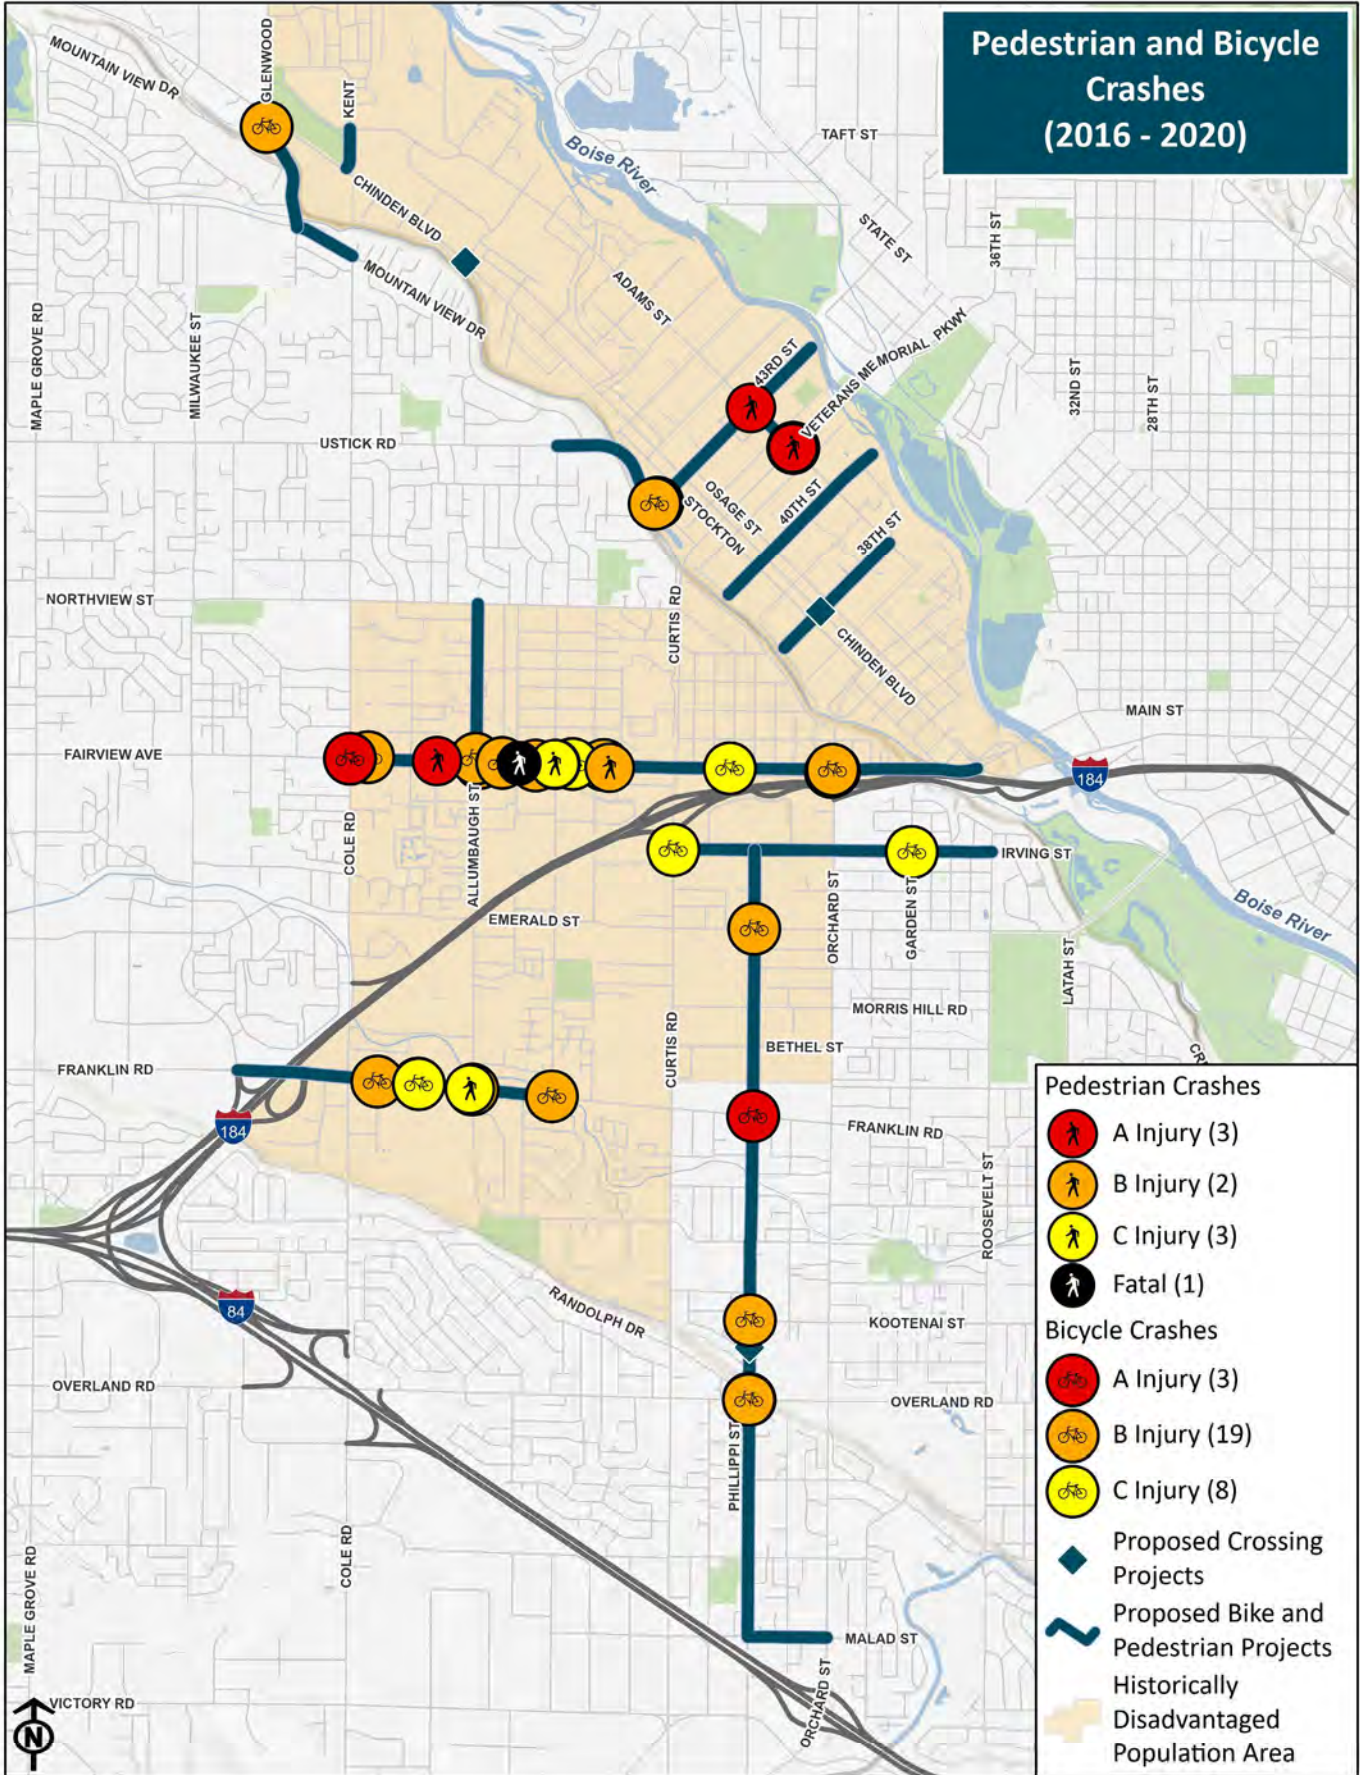 Pedestrian and Bicycle
Crashes
(2016 - 2020)
GLENWOOD
MOUNTAIN VIEW DR
KENT
TAFT ST
Boise River
CHINDEN BLVD
STATE ST
36TH ST
MOUNTAIN VIEW DR
ADAMS ST
MAPLE GROVE RD
MILWAUKEE ST
43RD ST
VETERANS MEMORIAL PKWY
32ND ST
28TH ST
USTICK RD
OSAGE ST
STOCKTON
40TH ST
38TH ST
NORTHVIEW ST
CURTIS RD
CHINDEN BLVD
MAIN ST
FAIRVIEW AVE
184
COLE RD
ALLUMBAUGH ST
IRVING ST
EMERALD ST
ORCHARD ST
GARDEN ST
Boise River
LATAH ST
MORRIS HILL RD
CURTIS RD
BETHEL ST
FRANKLIN RD
184
FRANKLIN RD
ROOSEVELT ST
84
RANDOLPH DR
KOOTENAI ST
OVERLAND RD
OVERLAND RD
PHILLIPPI ST
COLE RD
MAPLE GROVE RD
MALAD ST
ORCHARD ST
VICTORY RD
N
Pedestrian Crashes
A Injury (3)
B Injury (2)
C Injury (3)
Fatal (1)
Bicycle Crashes
A Injury (3)
B Injury (19)
C Injury (8)
Proposed Crossing
Projects
Proposed Bike and
Pedestrian Projects
Historically
Disadvantaged
Population Area